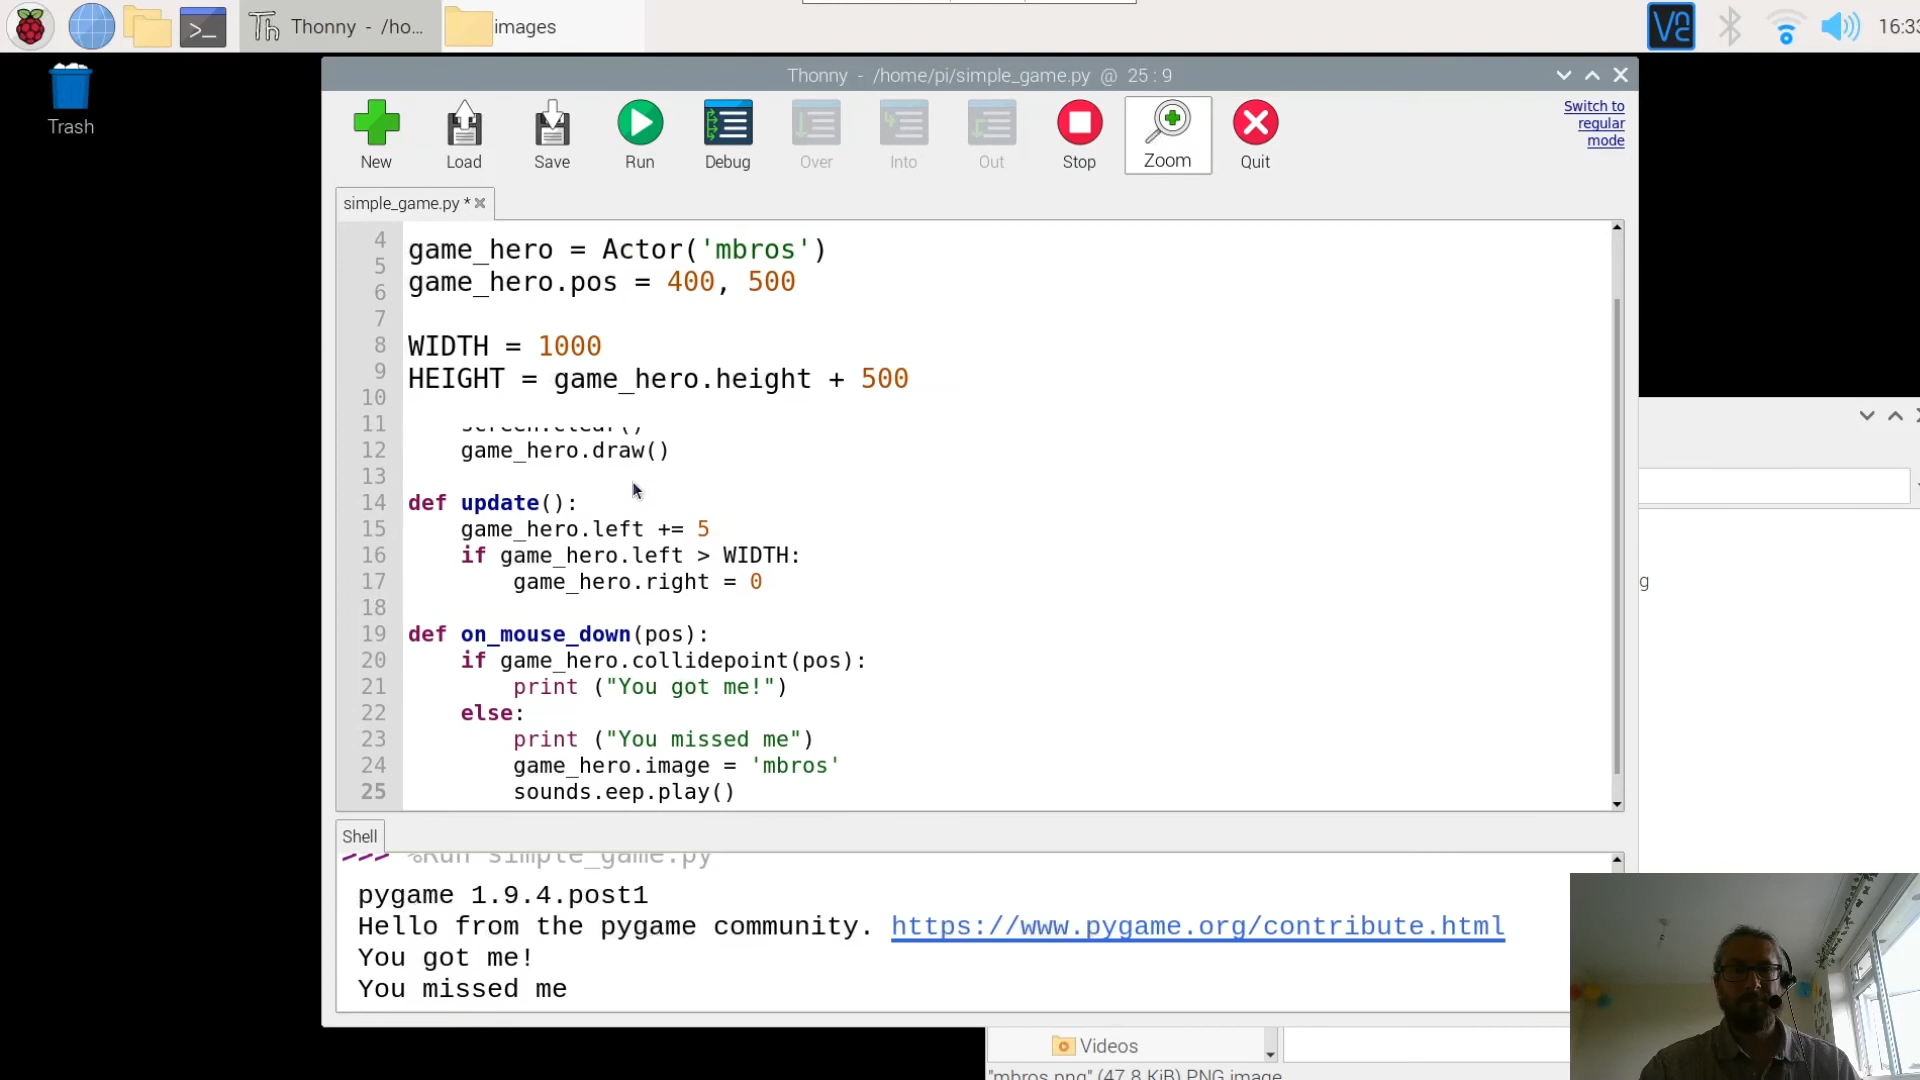 Thonny - /ho...
images
16:33
Trash
Thonny - /home/pi/simple_game.py @ 25 : 9
New
Load
Save
Run
Debug
Over
Into
Out
Stop
Zoom
Quit
Switch to
regular
mode
simple_game.py *
4
game_hero = Actor('mbros')
5
game_hero.pos = 400, 500
6
7
8
WIDTH = 1000
9
HEIGHT = game_hero.height + 500
10
11 screen.clear()
12 game_hero.draw()
13
14 def update():
15 game_hero.left += 5
16 if game_hero.left > WIDTH:
17 game_hero.right = 0
18
19 def on_mouse_down(pos):
20 if game_hero.collidepoint(pos):
21 print ("You got me!")
22 else:
23 print ("You missed me")
24 game_hero.image = 'mbros'
25 sounds.eep.play()
g
Shell
>>> %Run simple_game.py
pygame 1.9.4.post1
Hello from the pygame community. https://www.pygame.org/contribute.html
You got me!
You missed me
Videos
"mbros.png" (47.8 KiB) PNG image